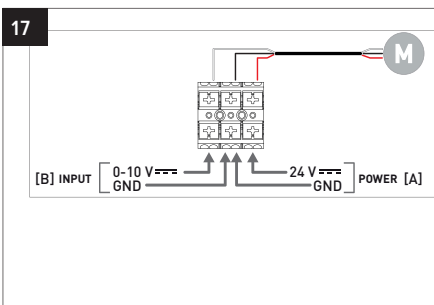 17
M
[B] INPUT
0-10 V
GND
24 V
GND
POWER [A]